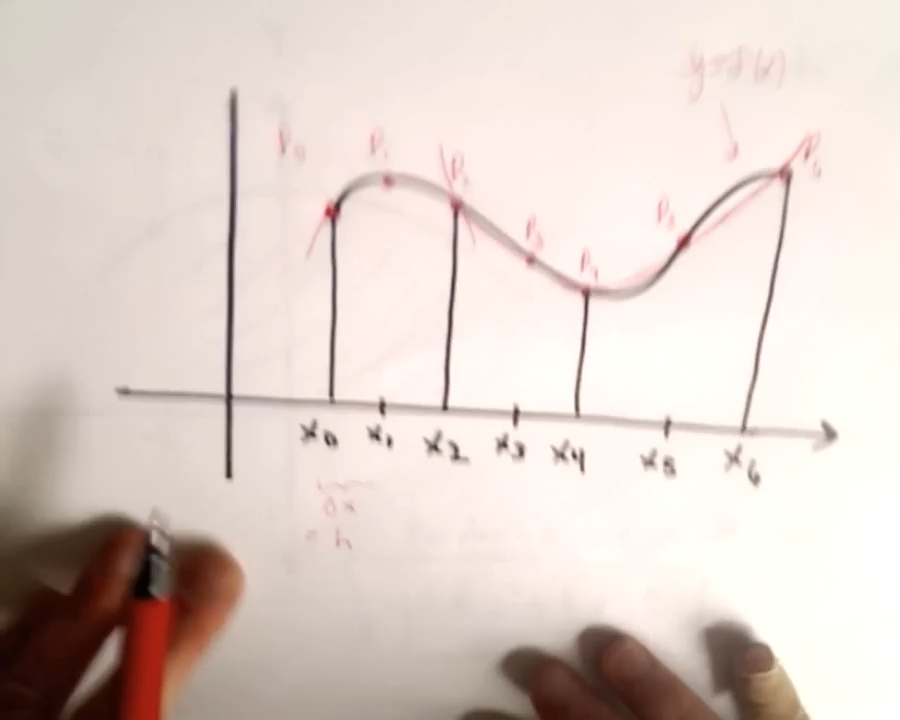 y=f(x)
P₀ P₁ P₂ P₃ P₄ P₅ P₆
x₀ x₁ x₂ x₃ x₄ x₅ x₆
Δx
= h